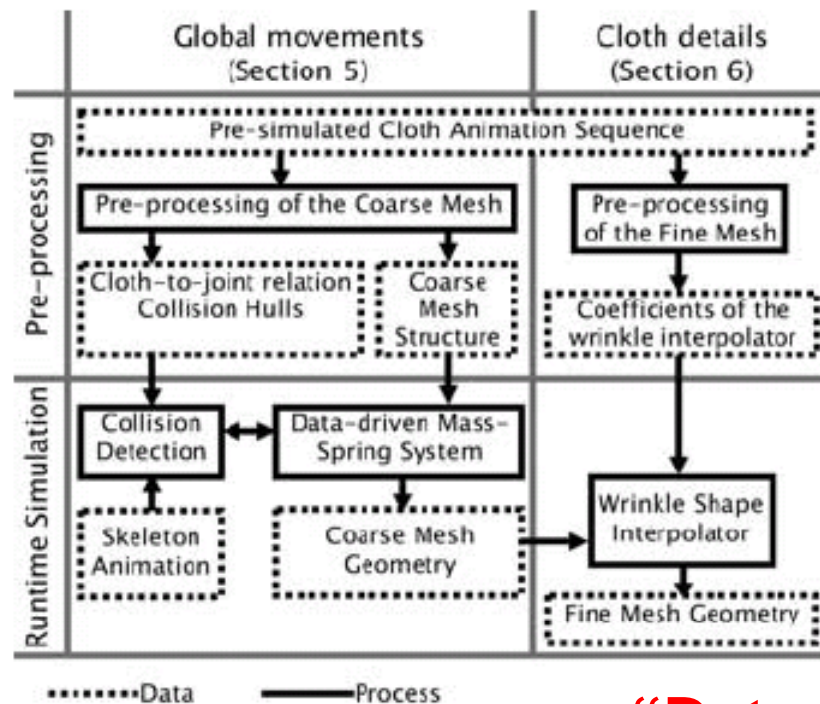 Global movements
(Section 5)
Cloth details
(Section 6)
Pre-processing
Pre-simulated Cloth Animation Sequence
Pre-processing of the Coarse Mesh
Pre-processing
of the Fine Mesh
Cloth-to-joint relation
Collision Hulls
Coarse
Mesh
Structure
Coefficients of the
wrinkle interpolator
Runtime Simulation
Collision
Detection
Data-driven Mass-
Spring System
Wrinkle Shape
Interpolator
Skeleton
Animation
Coarse Mesh
Geometry
Fine Mesh Geometry
Data
Process